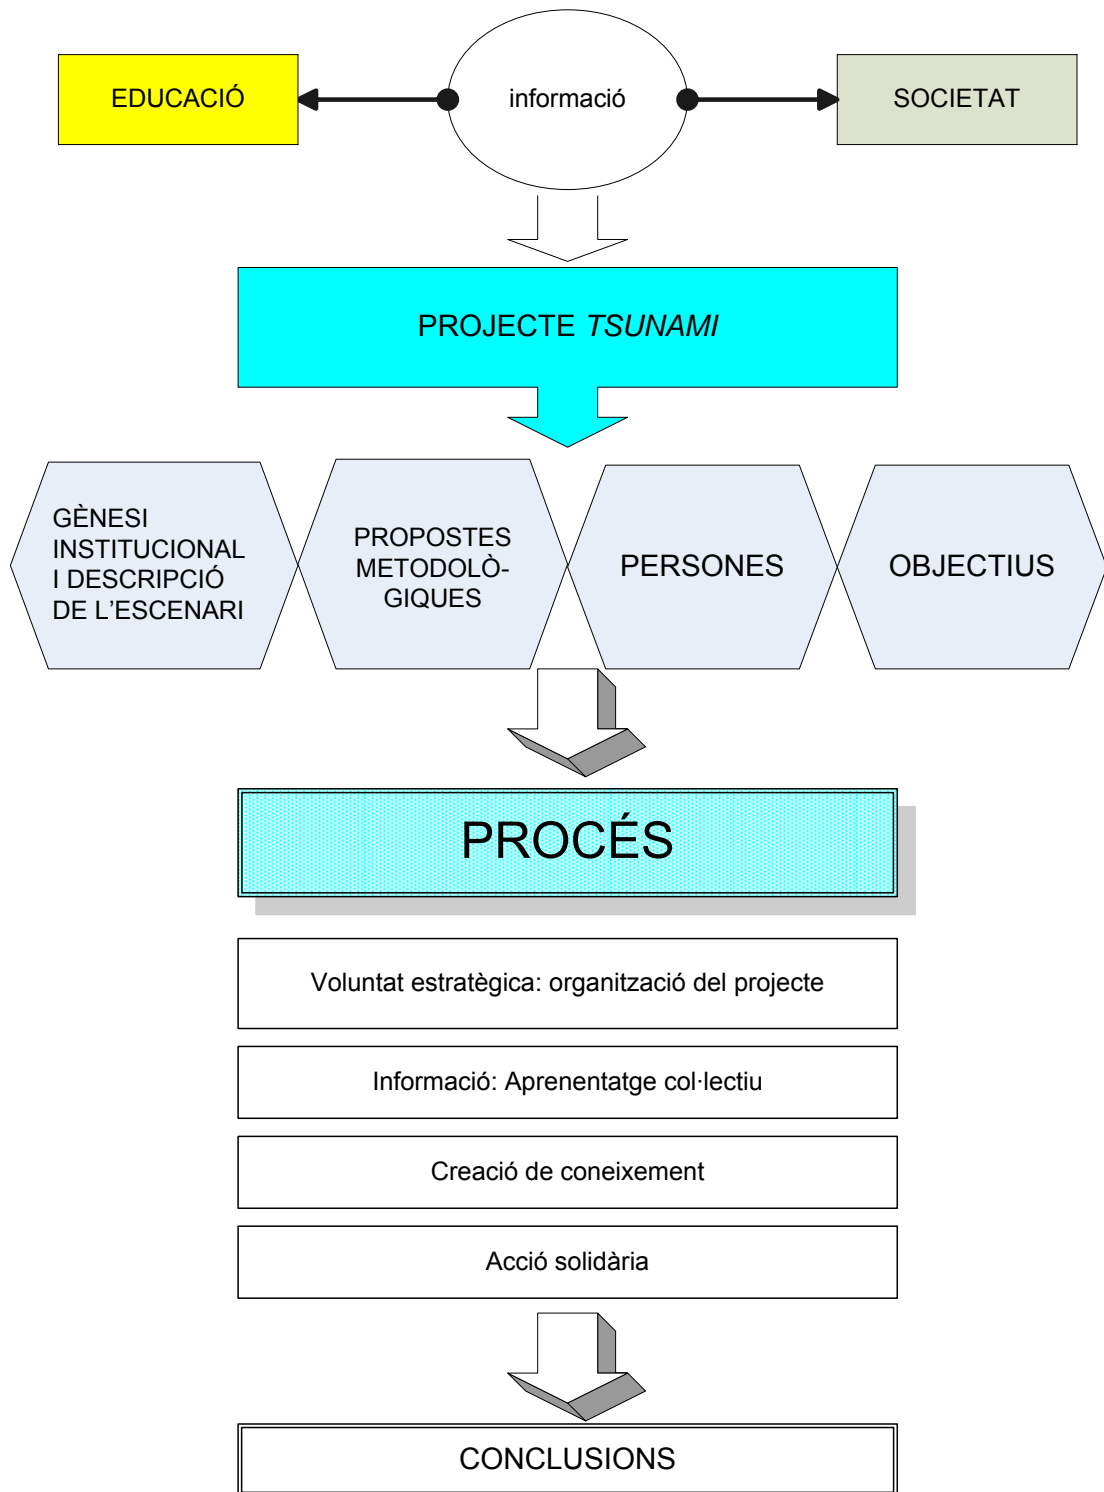 EDUCACIÓ
informació
SOCIETAT
PROJECTE TSUNAMI
GÈNESI
INSTITUCIONAL
I DESCRIPCIÓ
DE L'ESCENARI
PROPOSTES
METODOLÒ-
GIQUES
PERSONES
OBJECTIUS
PROCÉS
Voluntat estratègica: organització del projecte
Informació: Aprenentatge col·lectiu
Creació de coneixement
Acció solidària
CONCLUSIONS